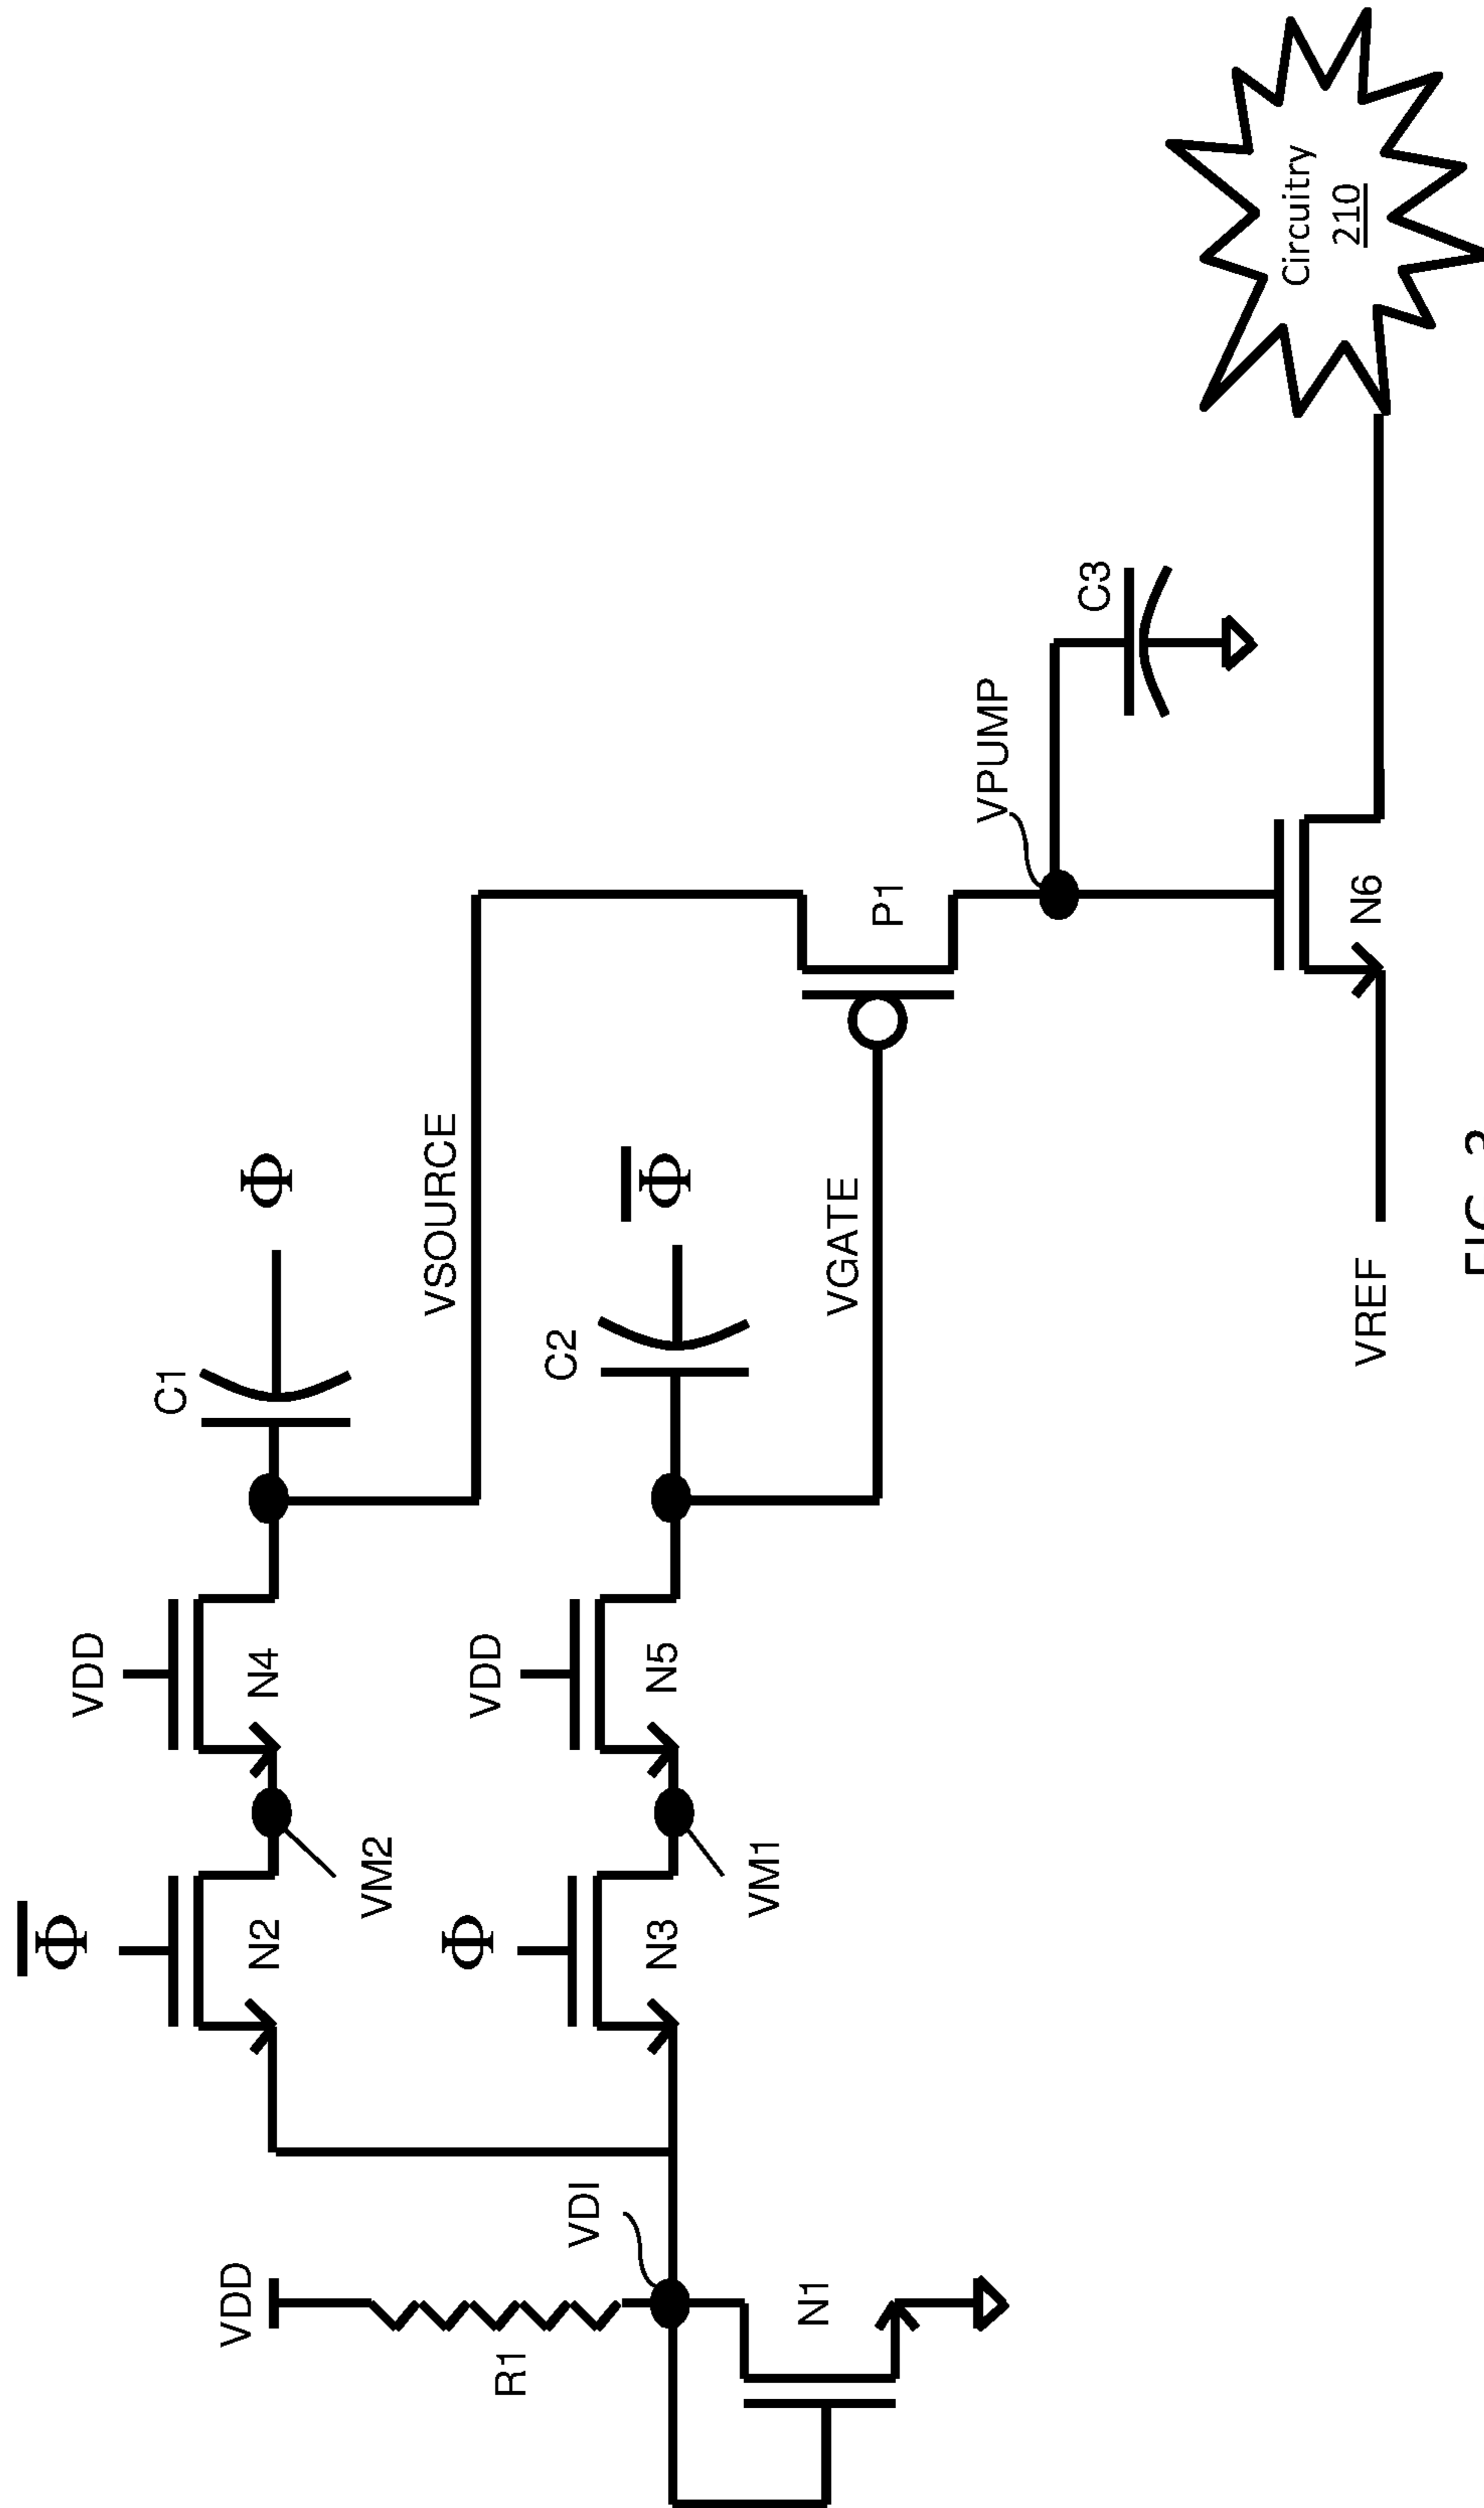 VDD
R1
VDI
N1
Φ̅
N2
VM2
VDD
N4
C1
Φ
VSOURCE
Φ
N3
VM1
VDD
N5
C2
Φ̅
VGATE
P1
VPUMP
C3
VREF
N6
Circuitry
210